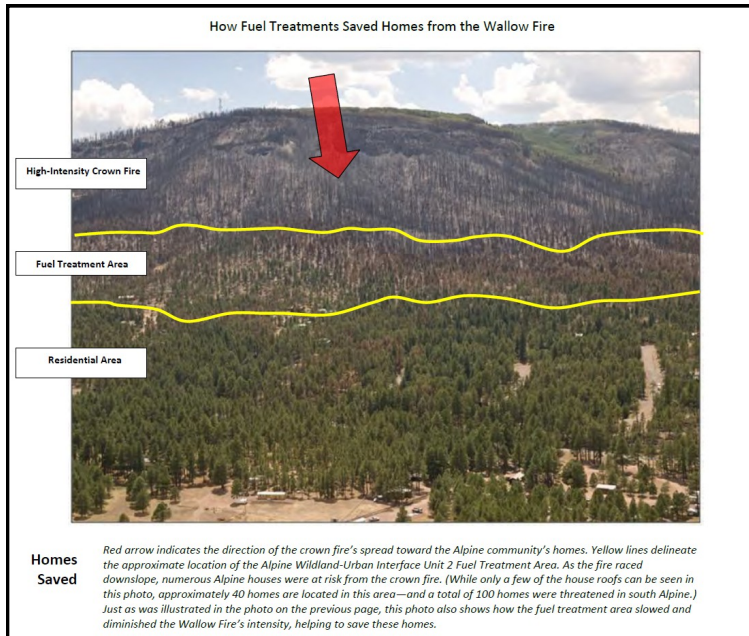 How Fuel Treatments Saved Homes from the Wallow Fire
High-Intensity Crown Fire
Fuel Treatment Area
Residential Area
Homes
Saved
Red arrow indicates the direction of the crown fire's spread toward the Alpine community's homes. Yellow lines delineate
the approximate location of the Alpine Wildland-Urban Interface Unit 2 Fuel Treatment Area. As the fire raced
downslope, numerous Alpine houses were at risk from the crown fire. (While only a few of the house roofs can be seen in
this photo, approximately 40 homes are located in this area—and a total of 100 homes were threatened in south Alpine.)
Just as was illustrated in the photo on the previous page, this photo also shows how the fuel treatment area slowed and
diminished the Wallow Fire's intensity, helping to save these homes.